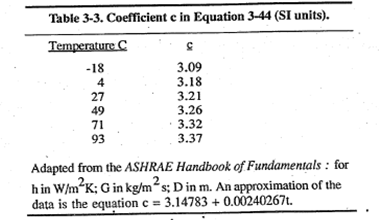 Table 3-3. Coefficient c in Equation 3-44 (SI units).
Temperature C c
-18 3.09
4 3.18
27 3.21
49 3.26
71 3.32
93 3.37
Adapted from the ASHRAE Handbook of Fundamentals : for
h in W/m²K; G in kg/m² s; D in m. An approximation of the
data is the equation c = 3.14783 + 0.00240267t.